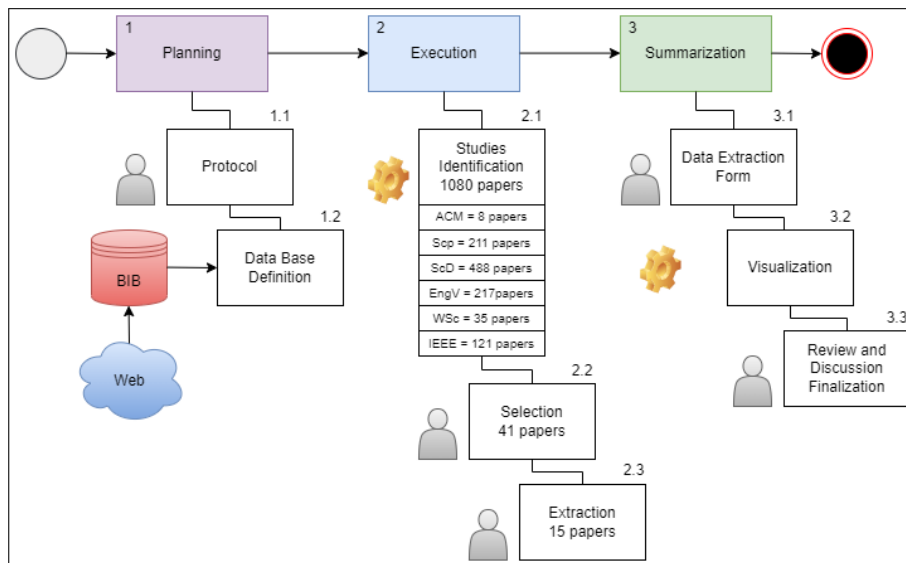 1
Planning
2
Execution
3
Summarization
1.1
Protocol
1.2
Data Base
Definition
BIB
Web
2.1
Studies
Identification
1080 papers
ACM = 8 papers
Scp = 211 papers
ScD = 488 papers
EngV = 217papers
WSc = 35 papers
IEEE = 121 papers
2.2
Selection
41 papers
2.3
Extraction
15 papers
3.1
Data Extraction
Form
3.2
Visualization
3.3
Review and
Discussion
Finalization